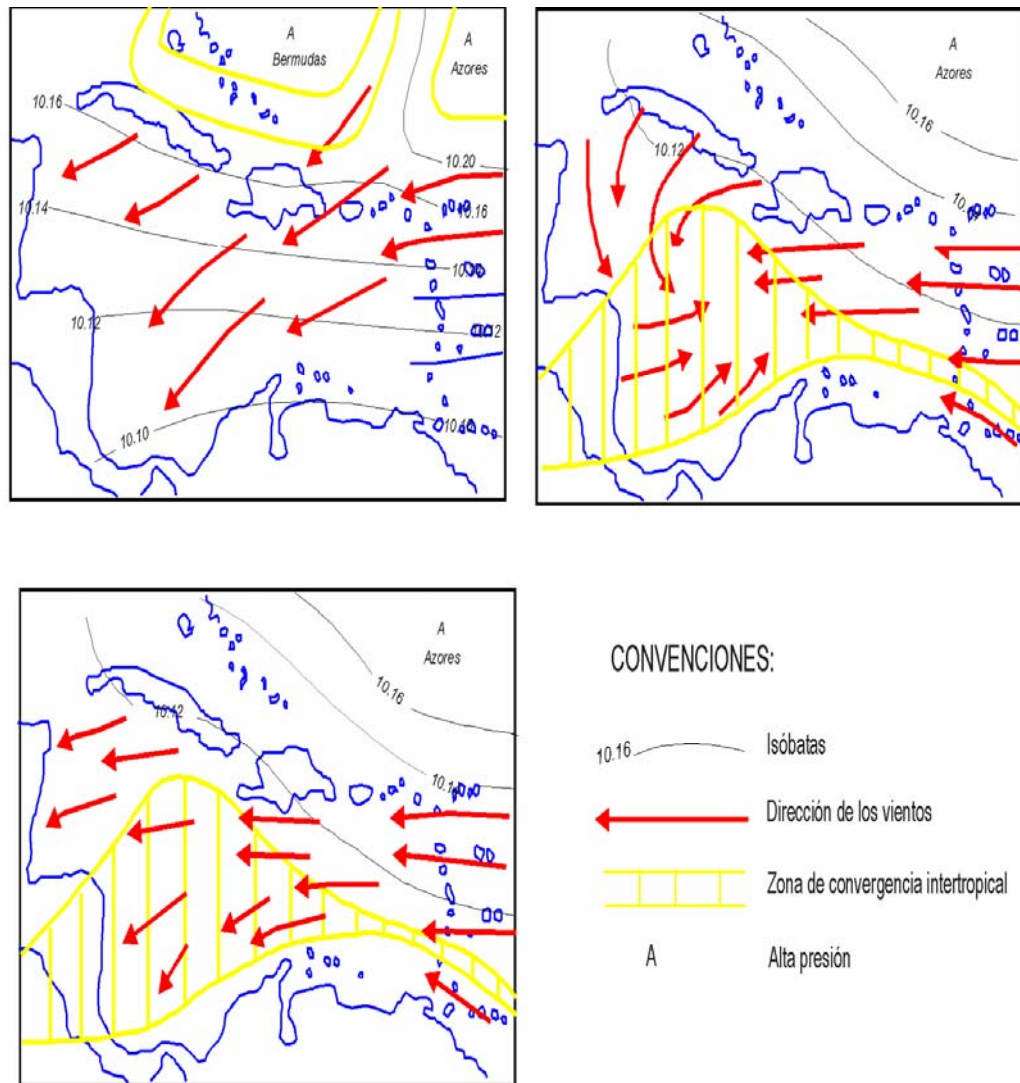 A
Bermudas
A
Azores
10.16
10.20
10.16
10.14
10.12
10.12
10.10
A
Azores
10.16
10.12
A
Azores
10.16
10.12
CONVENCIONES:
10.16
Isóbatas
Dirección de los vientos
Zona de convergencia intertropical
A
Alta presión